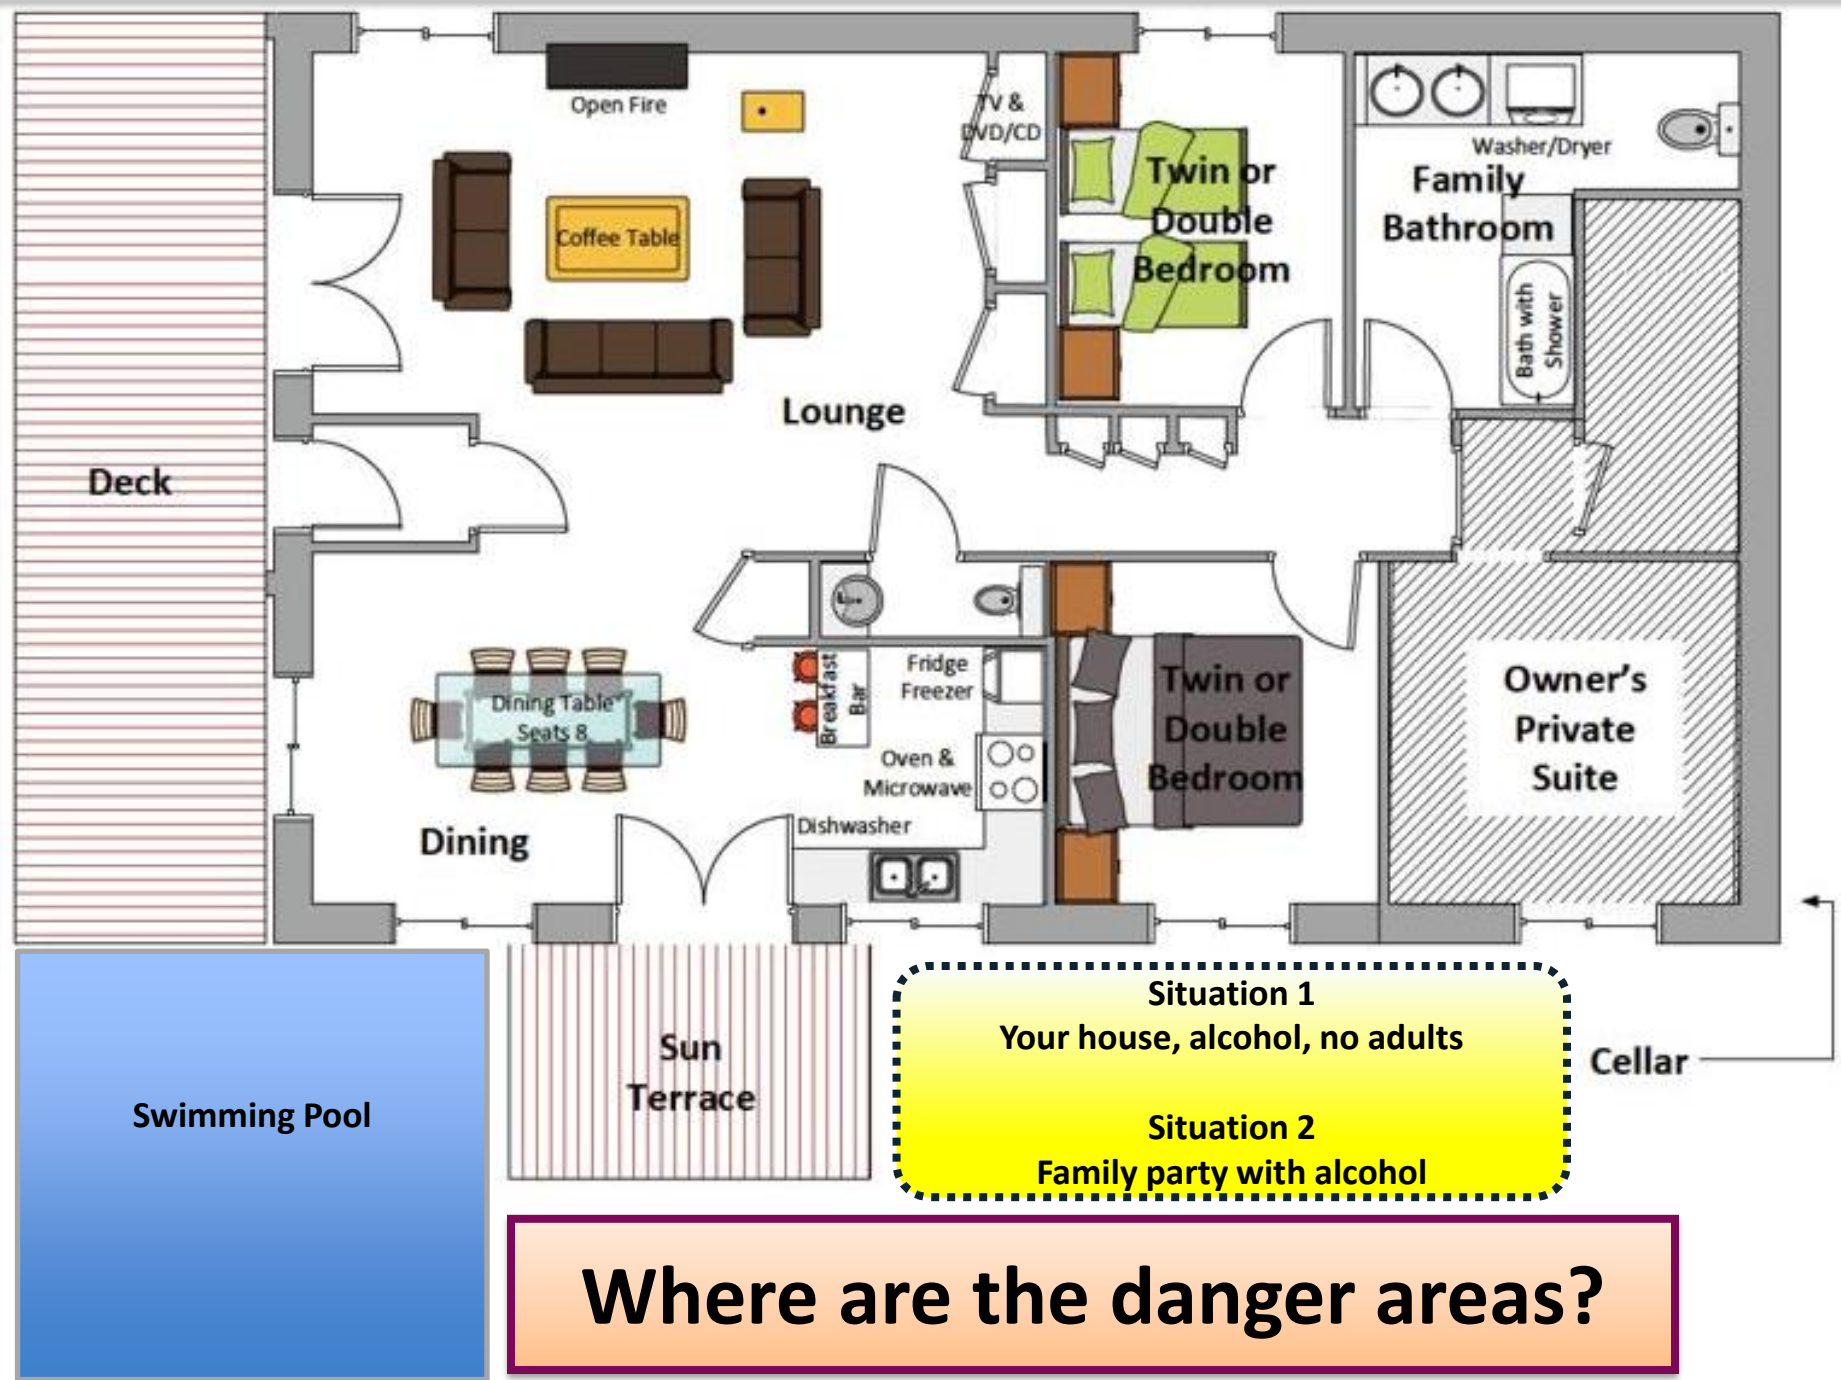 Open Fire
TV &
DVD/CD
Coffee Table
Lounge
Twin or
Double
Bedroom
Washer/Dryer
Family
Bathroom
Bath with
Shower
Deck
Dining Table
Seats 8
Dining
Breakfast
Bar
Fridge
Freezer
Oven &
Microwave
Dishwasher
Twin or
Double
Bedroom
Owner's
Private
Suite
Swimming Pool
Sun
Terrace
Situation 1
Your house, alcohol, no adults
Situation 2
Family party with alcohol
Cellar
Where are the danger areas?